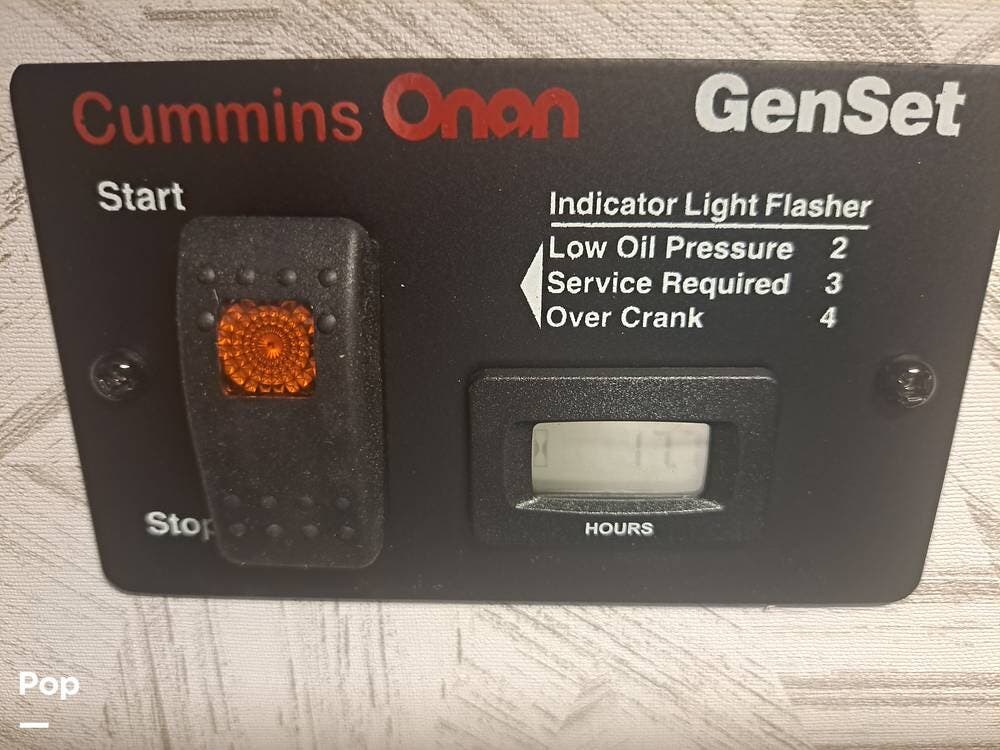 Cummins Onan GenSet
Start
Indicator Light Flasher
Low Oil Pressure 2
Service Required 3
Over Crank 4
HOURS
Stop
Pop